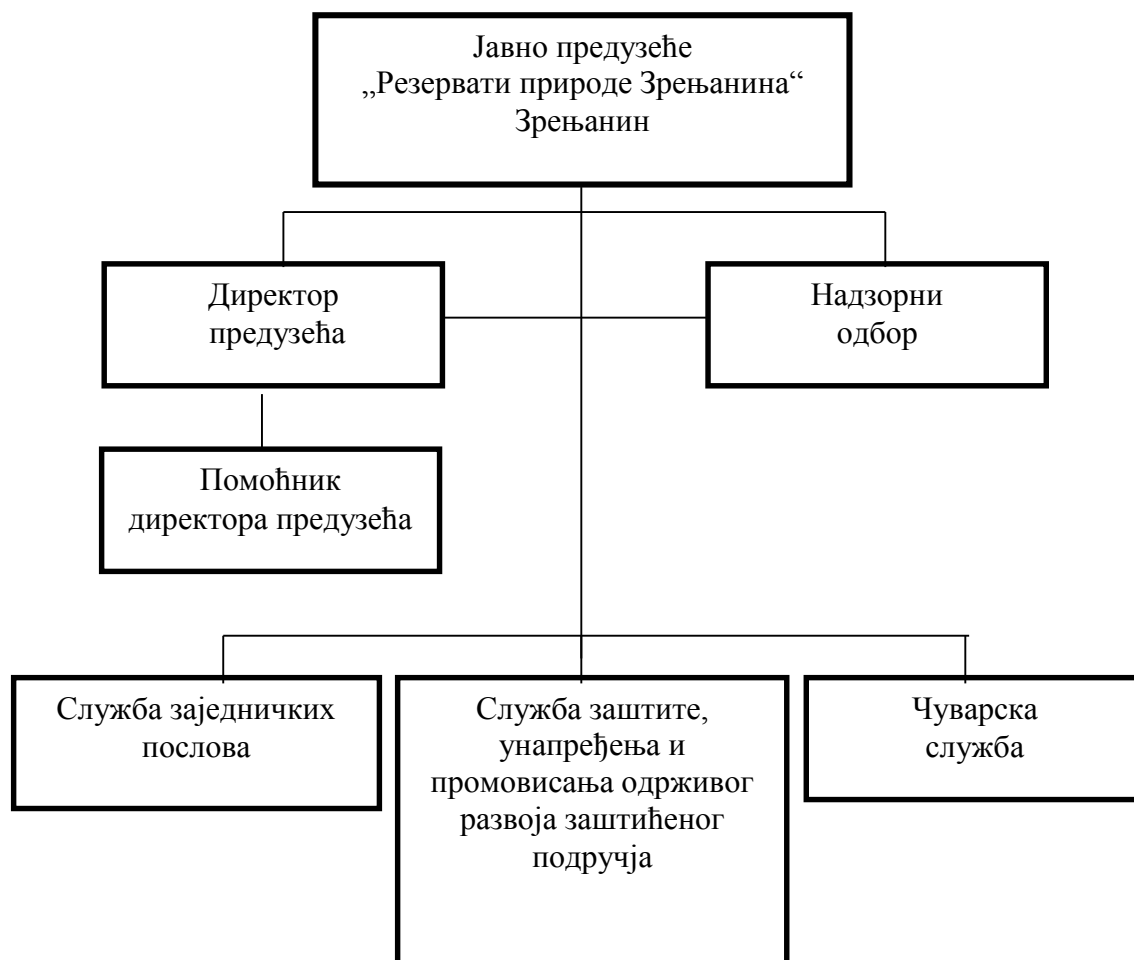 Јавно предузеће
„Резервати природе Зрењанина“
Зрењанин
Директор
предузећа
Надзорни
одбор
Помоћник
директора предузећа
Служба заједничких
послова
Служба заштите,
унапређења и
промовисања одрживог
развоја заштићеног
подручја
Чуварска
служба